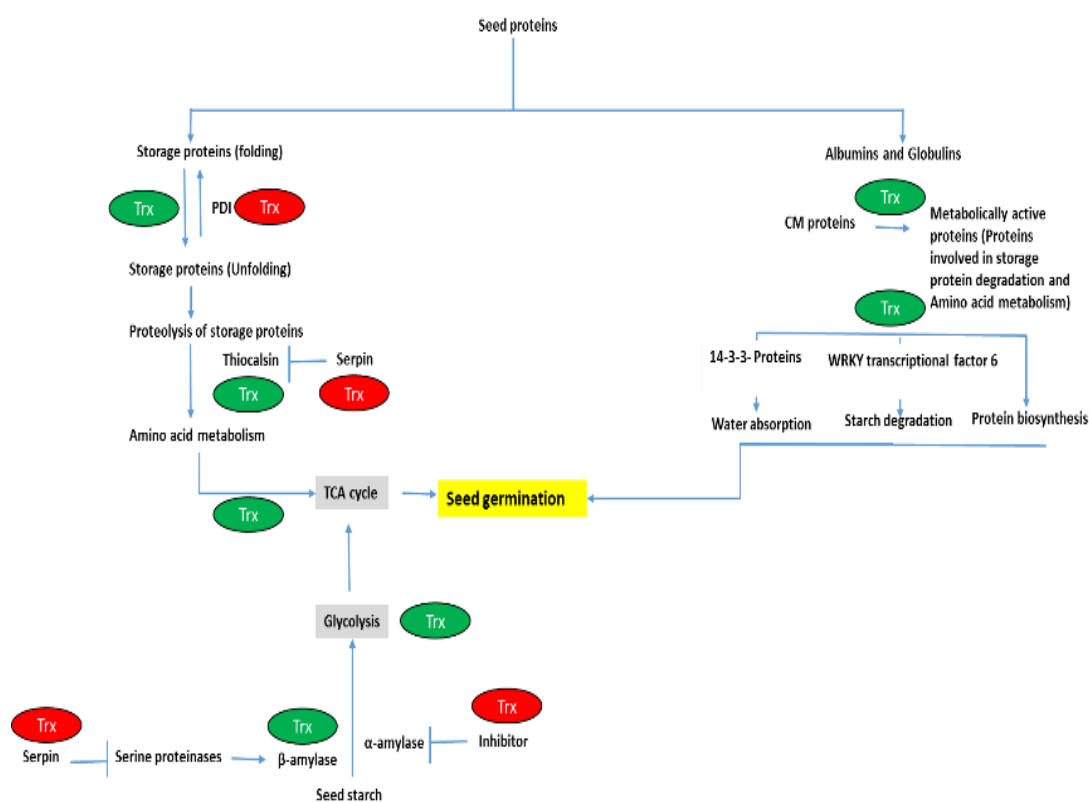 Seed proteins
Storage proteins (folding)
Albumins and Globulins
Trx
PDI
Trx
Trx
CM proteins
Metabolically active
proteins (Proteins
involved in storage
protein degradation and
Amino acid metabolism)
Storage proteins (Unfolding)
Trx
Proteolysis of storage proteins
Thiocalsin
Serpin
Trx
Trx
14-3-3- Proteins
WRKY transcriptional factor 6
Amino acid metabolism
Water absorption
Starch degradation
Protein biosynthesis
Trx
TCA cycle
Seed germination
Glycolysis
Trx
Trx
Serpin
Serine proteinases
Trx
β-amylase
α-amylase
Trx
Inhibitor
Seed starch